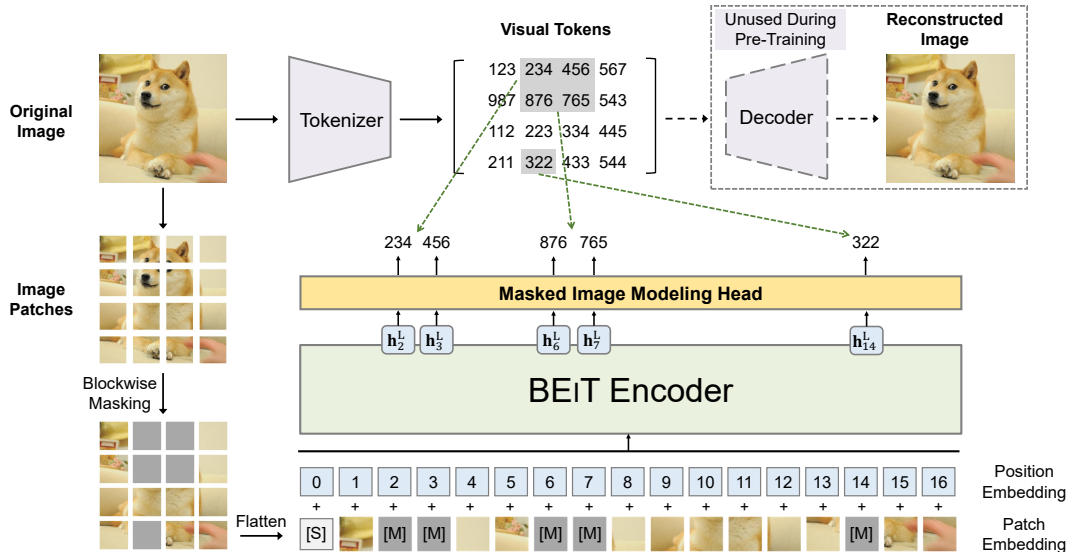 Visual Tokens
Unused During
Pre-Training
Reconstructed
Image
Original
Image
Tokenizer
123 234 456 567
987 876 765 543
112 223 334 445
211 322 433 544
Decoder
234 456 876 765 322
Image
Patches
Masked Image Modeling Head
h₂ᴸ h₃ᴸ h₆ᴸ h₇ᴸ h₁₄ᴸ
Blockwise
Masking
BEIT Encoder
0 1 2 3 4 5 6 7 8 9 10 11 12 13 14 15 16
Position
Embedding
+ + + + + + + + + + + + + + + + +
Flatten
[S] [M] [M] [M] [M] [M]
Patch
Embedding